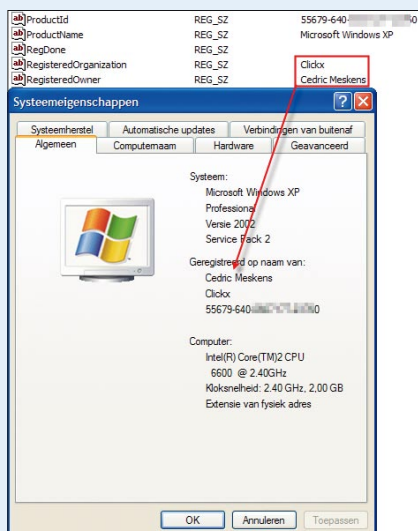 ProductId REG_SZ 55679-640- 0
ProductName REG_SZ Microsoft Windows XP
RegDone REG_SZ
RegisteredOrganization REG_SZ Clickx
RegisteredOwner REG_SZ Cedric Meskens
Systeemeigenschappen
Systeemherstel Automatische updates Verbindingen van buitenaf
Algemeen Computernaam Hardware Geavanceerd
Systeem:
Microsoft Windows XP
Professional
Versie 2002
Service Pack 2
Geregistreerd op naam van:
Cedric Meskens
Clickx
55679-640- 0
Computer:
Intel(R) Core(TM)2 CPU
6600 @ 2.40GHz
Kloksnelheid: 2.40 GHz, 2,00 GB
Extensie van fysiek adres
OK Annuleren Toepassen